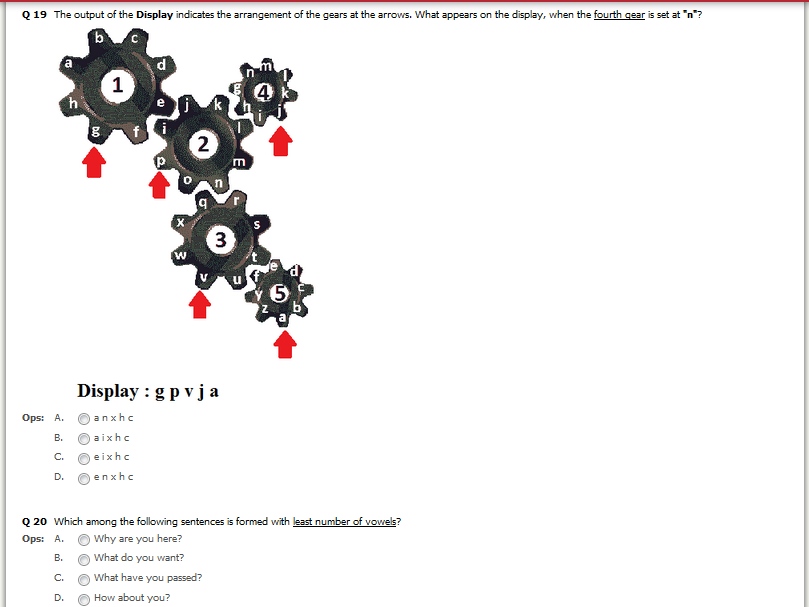 Q 19 The output of the Display indicates the arrangement of the gears at the arrows. What appears on the display, when the fourth gear is set at "n"?
b c
a d
n m l
1
g 4 k
h e j k h j
i
g f i l
2
p m
o n
q r
x s
3
w t
v u f e d
y 5 c
z b
a
Display : g p v j a
Ops: A. a n x h c
B. a i x h c
C. e i x h c
D. e n x h c
Q 20 Which among the following sentences is formed with least number of vowels?
Ops: A. Why are you here?
B. What do you want?
C. What have you passed?
D. How about you?